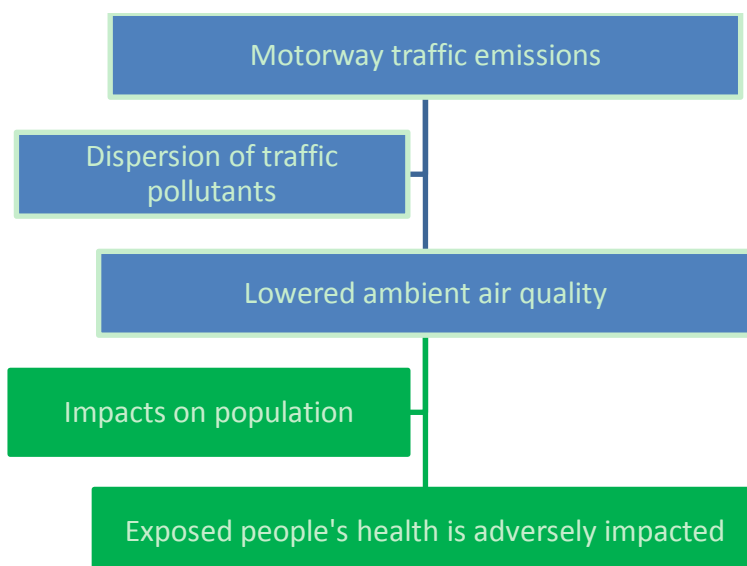 Motorway traffic emissions
Dispersion of traffic
pollutants
Lowered ambient air quality
Impacts on population
Exposed people's health is adversely impacted